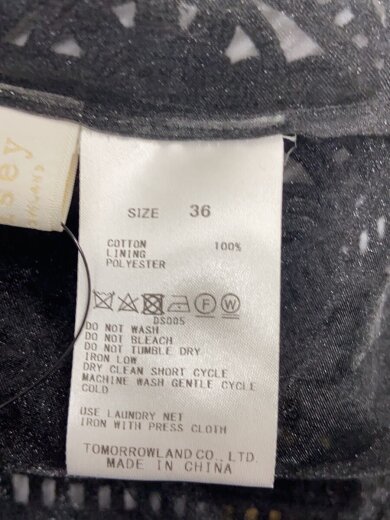 sey
SIZE 36
COTTON 100%
LINING
POLYESTER
F W
DS005
DO NOT WASH
DO NOT BLEACH
DO NOT TUMBLE DRY
IRON LOW
DRY CLEAN SHORT CYCLE
MACHINE WASH GENTLE CYCLE
COLD
USE LAUNDRY NET
IRON WITH PRESS CLOTH
TOMORROWLAND CO., LTD.
MADE IN CHINA